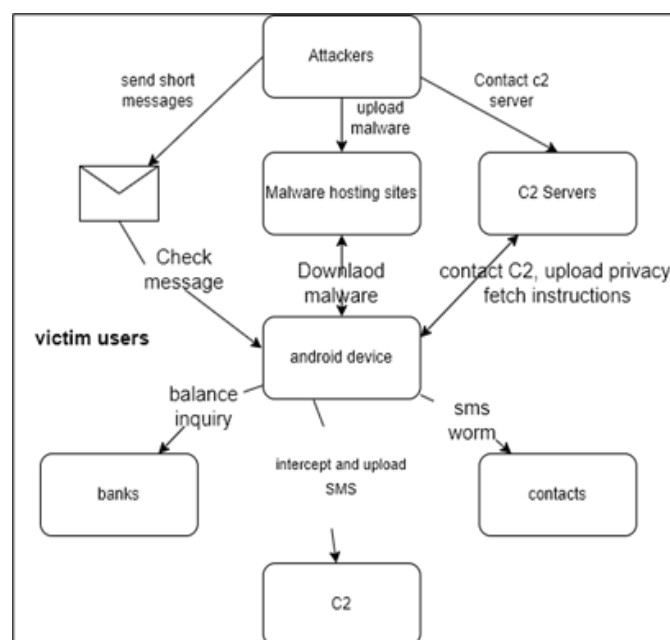 Attackers
send short
messages
Contact c2
server
upload
malware
Malware hosting sites
C2 Servers
Check
message
Downlaod
malware
contact C2, upload privacy
fetch instructions
victim users
android device
balance
inquiry
sms
worm
intercept and upload
SMS
banks
contacts
C2